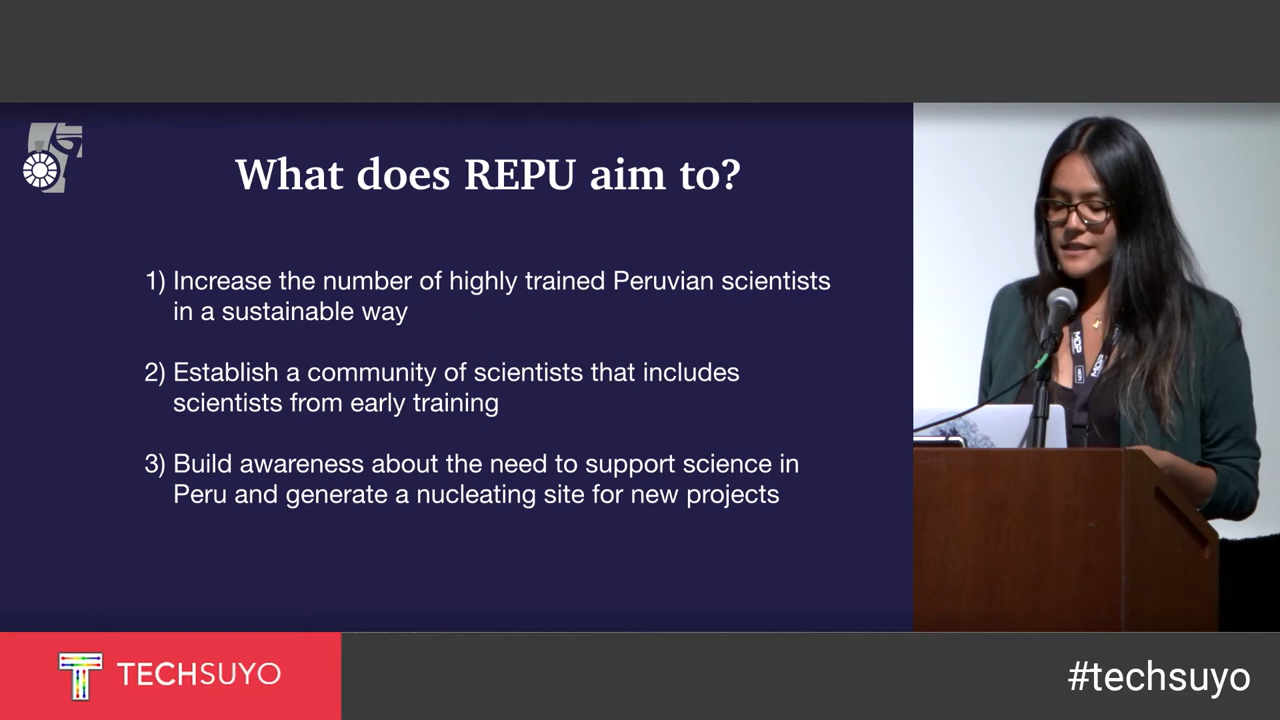 What does REPU aim to?
1) Increase the number of highly trained Peruvian scientists
in a sustainable way
2) Establish a community of scientists that includes
scientists from early training
3) Build awareness about the need to support science in
Peru and generate a nucleating site for new projects
TECHSUYO
#techsuyo